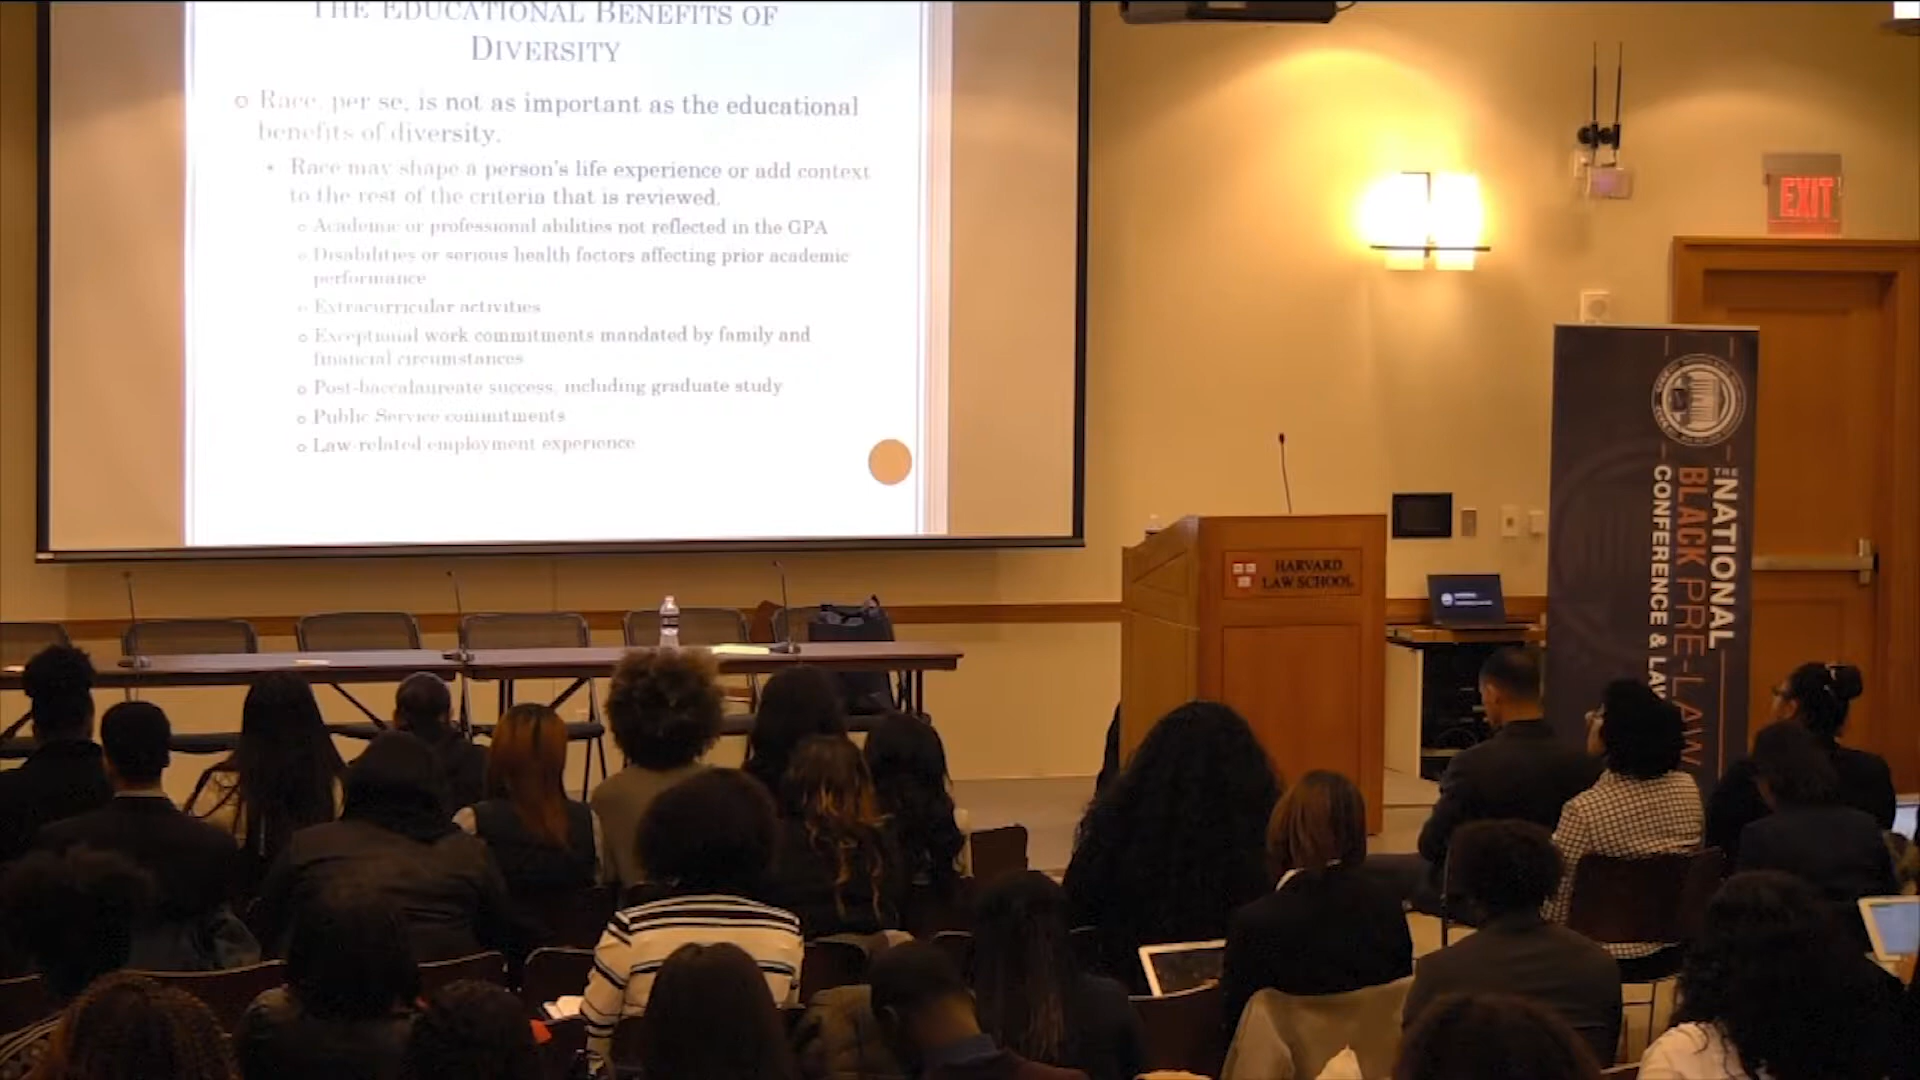 THE EDUCATIONAL BENEFITS OF
DIVERSITY
Race, per se, is not as important as the educational
benefits of diversity.
Race may shape a person's life experience or add context
to the rest of the criteria that is reviewed.
Academic or professional abilities not reflected in the GPA
Disabilities or serious health factors affecting prior academic
performance
Extracurricular activities
Exceptional work commitments mandated by family and
financial circumstances
Post-baccalaureate success, including graduate study
Public Service commitments
Law-related employment experience
EXIT
HARVARD
LAW SCHOOL
THE NATIONAL
BLACK PRE-LAW
CONFERENCE & LAW